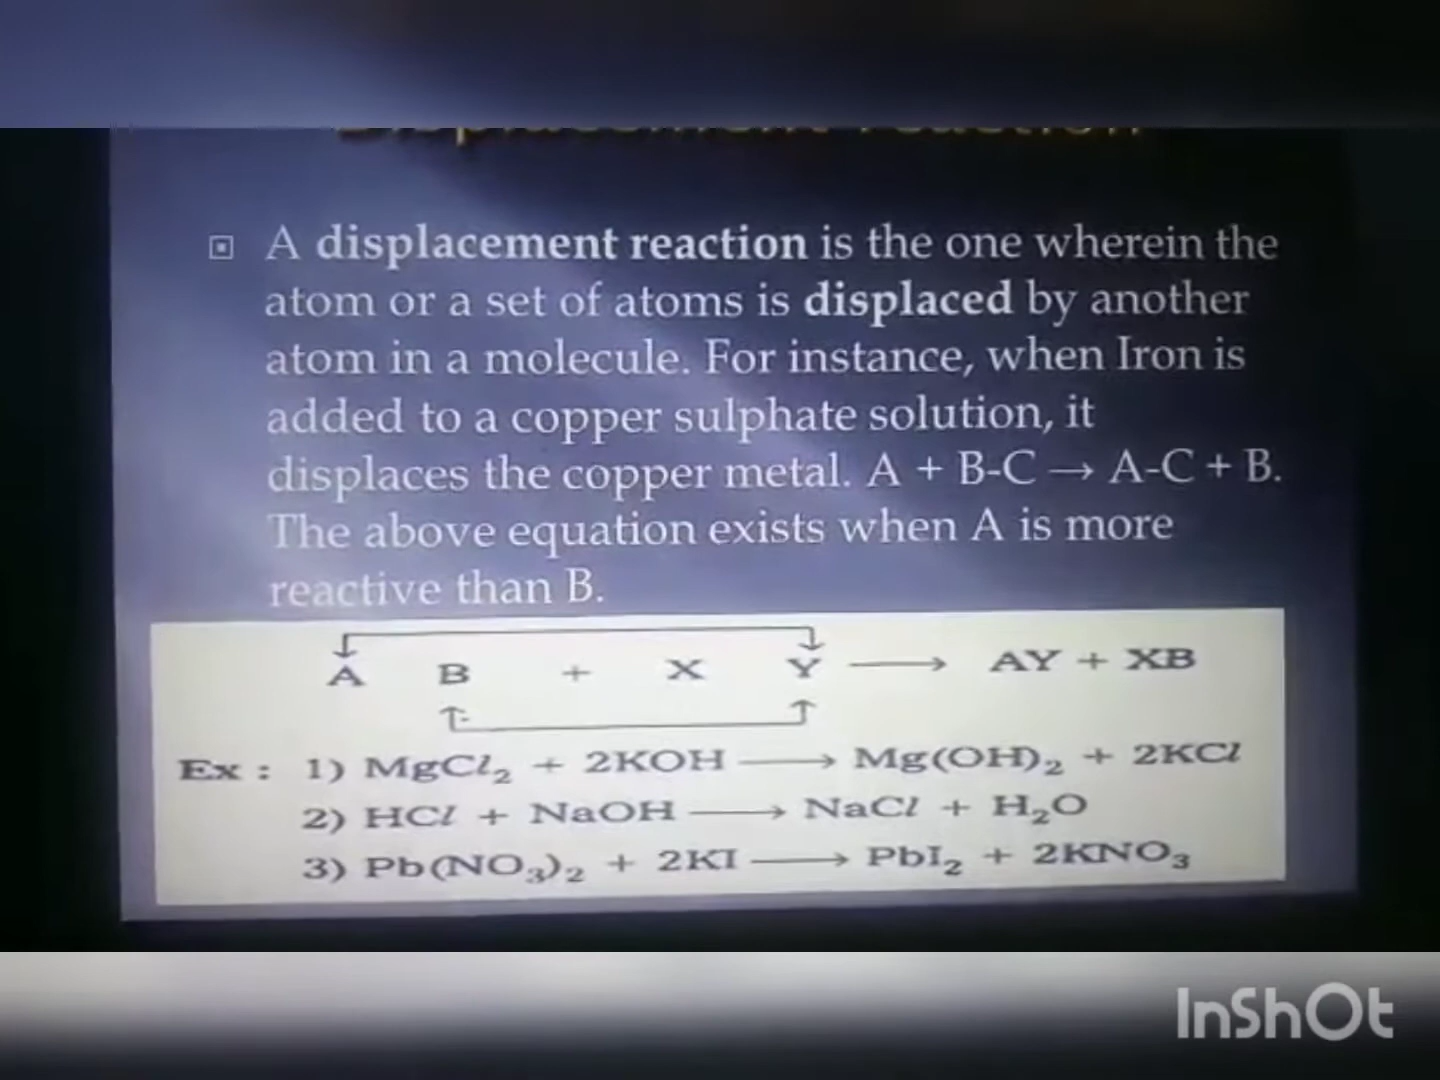 Displacement reaction
A displacement reaction is the one wherein the
atom or a set of atoms is displaced by another
atom in a molecule. For instance, when Iron is
added to a copper sulphate solution, it
displaces the copper metal. A + B-C → A-C + B.
The above equation exists when A is more
reactive than B.
A B + X Y ⟶ AY + XB
Ex : 1) MgCl₂ + 2KOH ⟶ Mg(OH)₂ + 2KCl
2) HCl + NaOH ⟶ NaCl + H₂O
3) Pb(NO₃)₂ + 2KI ⟶ PbI₂ + 2KNO₃
InShOt